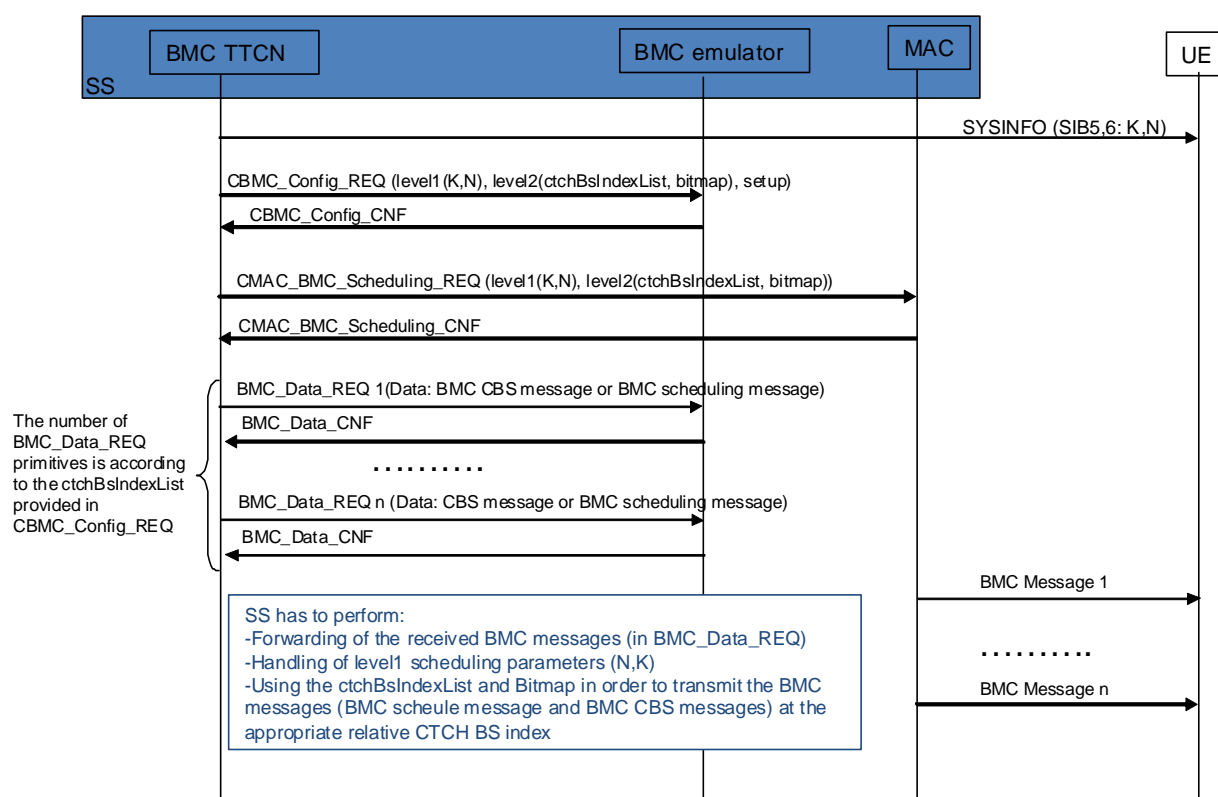 BMC TTCN
BMC emulator
MAC
UE
SS
SYSINFO (SIB5,6: K,N)
CBMC_Config_REQ (level1(K,N), level2(ctchBsIndexList, bitmap), setup)
CBMC_Config_CNF
CMAC_BMC_Scheduling_REQ (level1(K,N), level2(ctchBsIndexList, bitmap))
CMAC_BMC_Scheduling_CNF
BMC_Data_REQ 1(Data: BMC CBS message or BMC scheduling message)
BMC_Data_CNF
..........
BMC_Data_REQ n (Data: CBS message or BMC scheduling message)
BMC_Data_CNF
The number of
BMC_Data_REQ
primitives is according
to the ctchBsIndexList
provided in
CBMC_Config_REQ
BMC Message 1
..........
BMC Message n
SS has to perform:
-Forwarding of the received BMC messages (in BMC_Data_REQ)
-Handling of level1 scheduling parameters (N,K)
-Using the ctchBsIndexList and Bitmap in order to transmit the BMC
messages (BMC scheule message and BMC CBS messages) at the
appropriate relative CTCH BS index